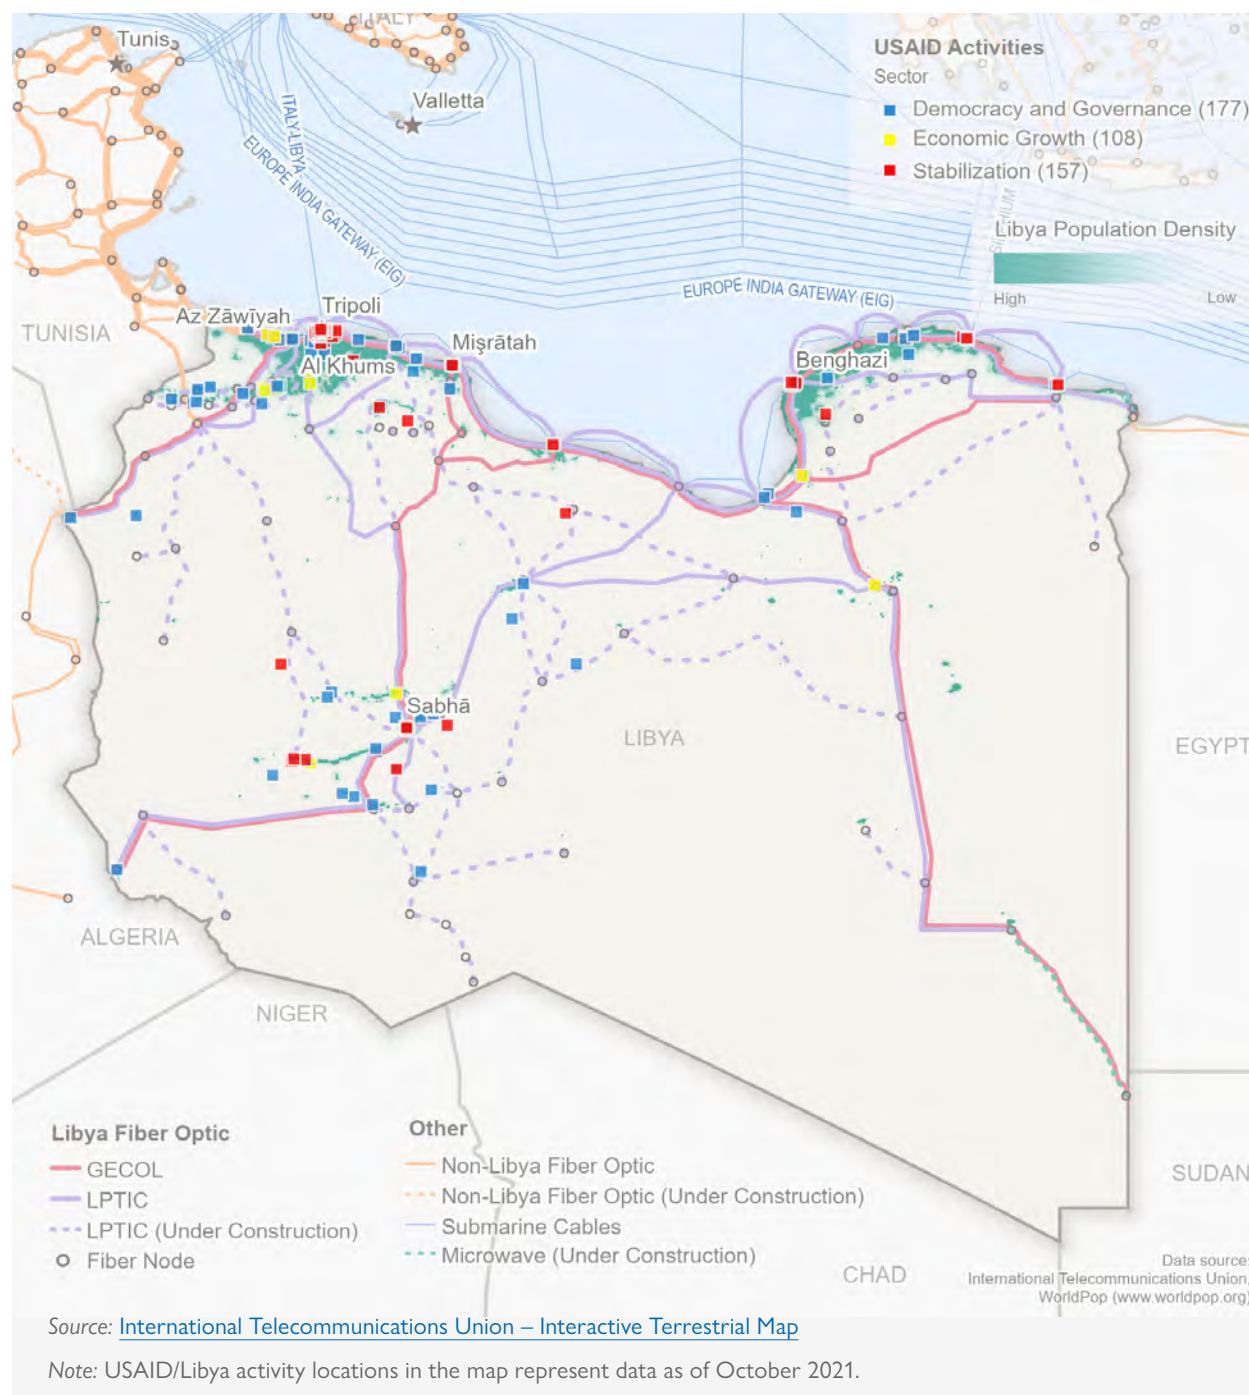 ITALY
Tunis
Valletta
ITALY-LIBYA
EUROPE INDIA GATEWAY (EIG)
USAID Activities
Sector
Democracy and Governance (177)
Economic Growth (108)
Stabilization (157)
Libya Population Density
High
Low
EUROPE INDIA GATEWAY (EIG)
TUNISIA
Az Zāwīyah
Tripoli
Al Khums
Mişrātah
Benghazi
Sabhā
LIBYA
EGYPT
ALGERIA
NIGER
SUDAN
CHAD
Libya Fiber Optic
GECOL
LPTIC
LPTIC (Under Construction)
Fiber Node
Other
Non-Libya Fiber Optic
Non-Libya Fiber Optic (Under Construction)
Submarine Cables
Microwave (Under Construction)
Data source:
International Telecommunications Union,
WorldPop (www.worldpop.org)
Source: International Telecommunications Union – Interactive Terrestrial Map
Note: USAID/Libya activity locations in the map represent data as of October 2021.